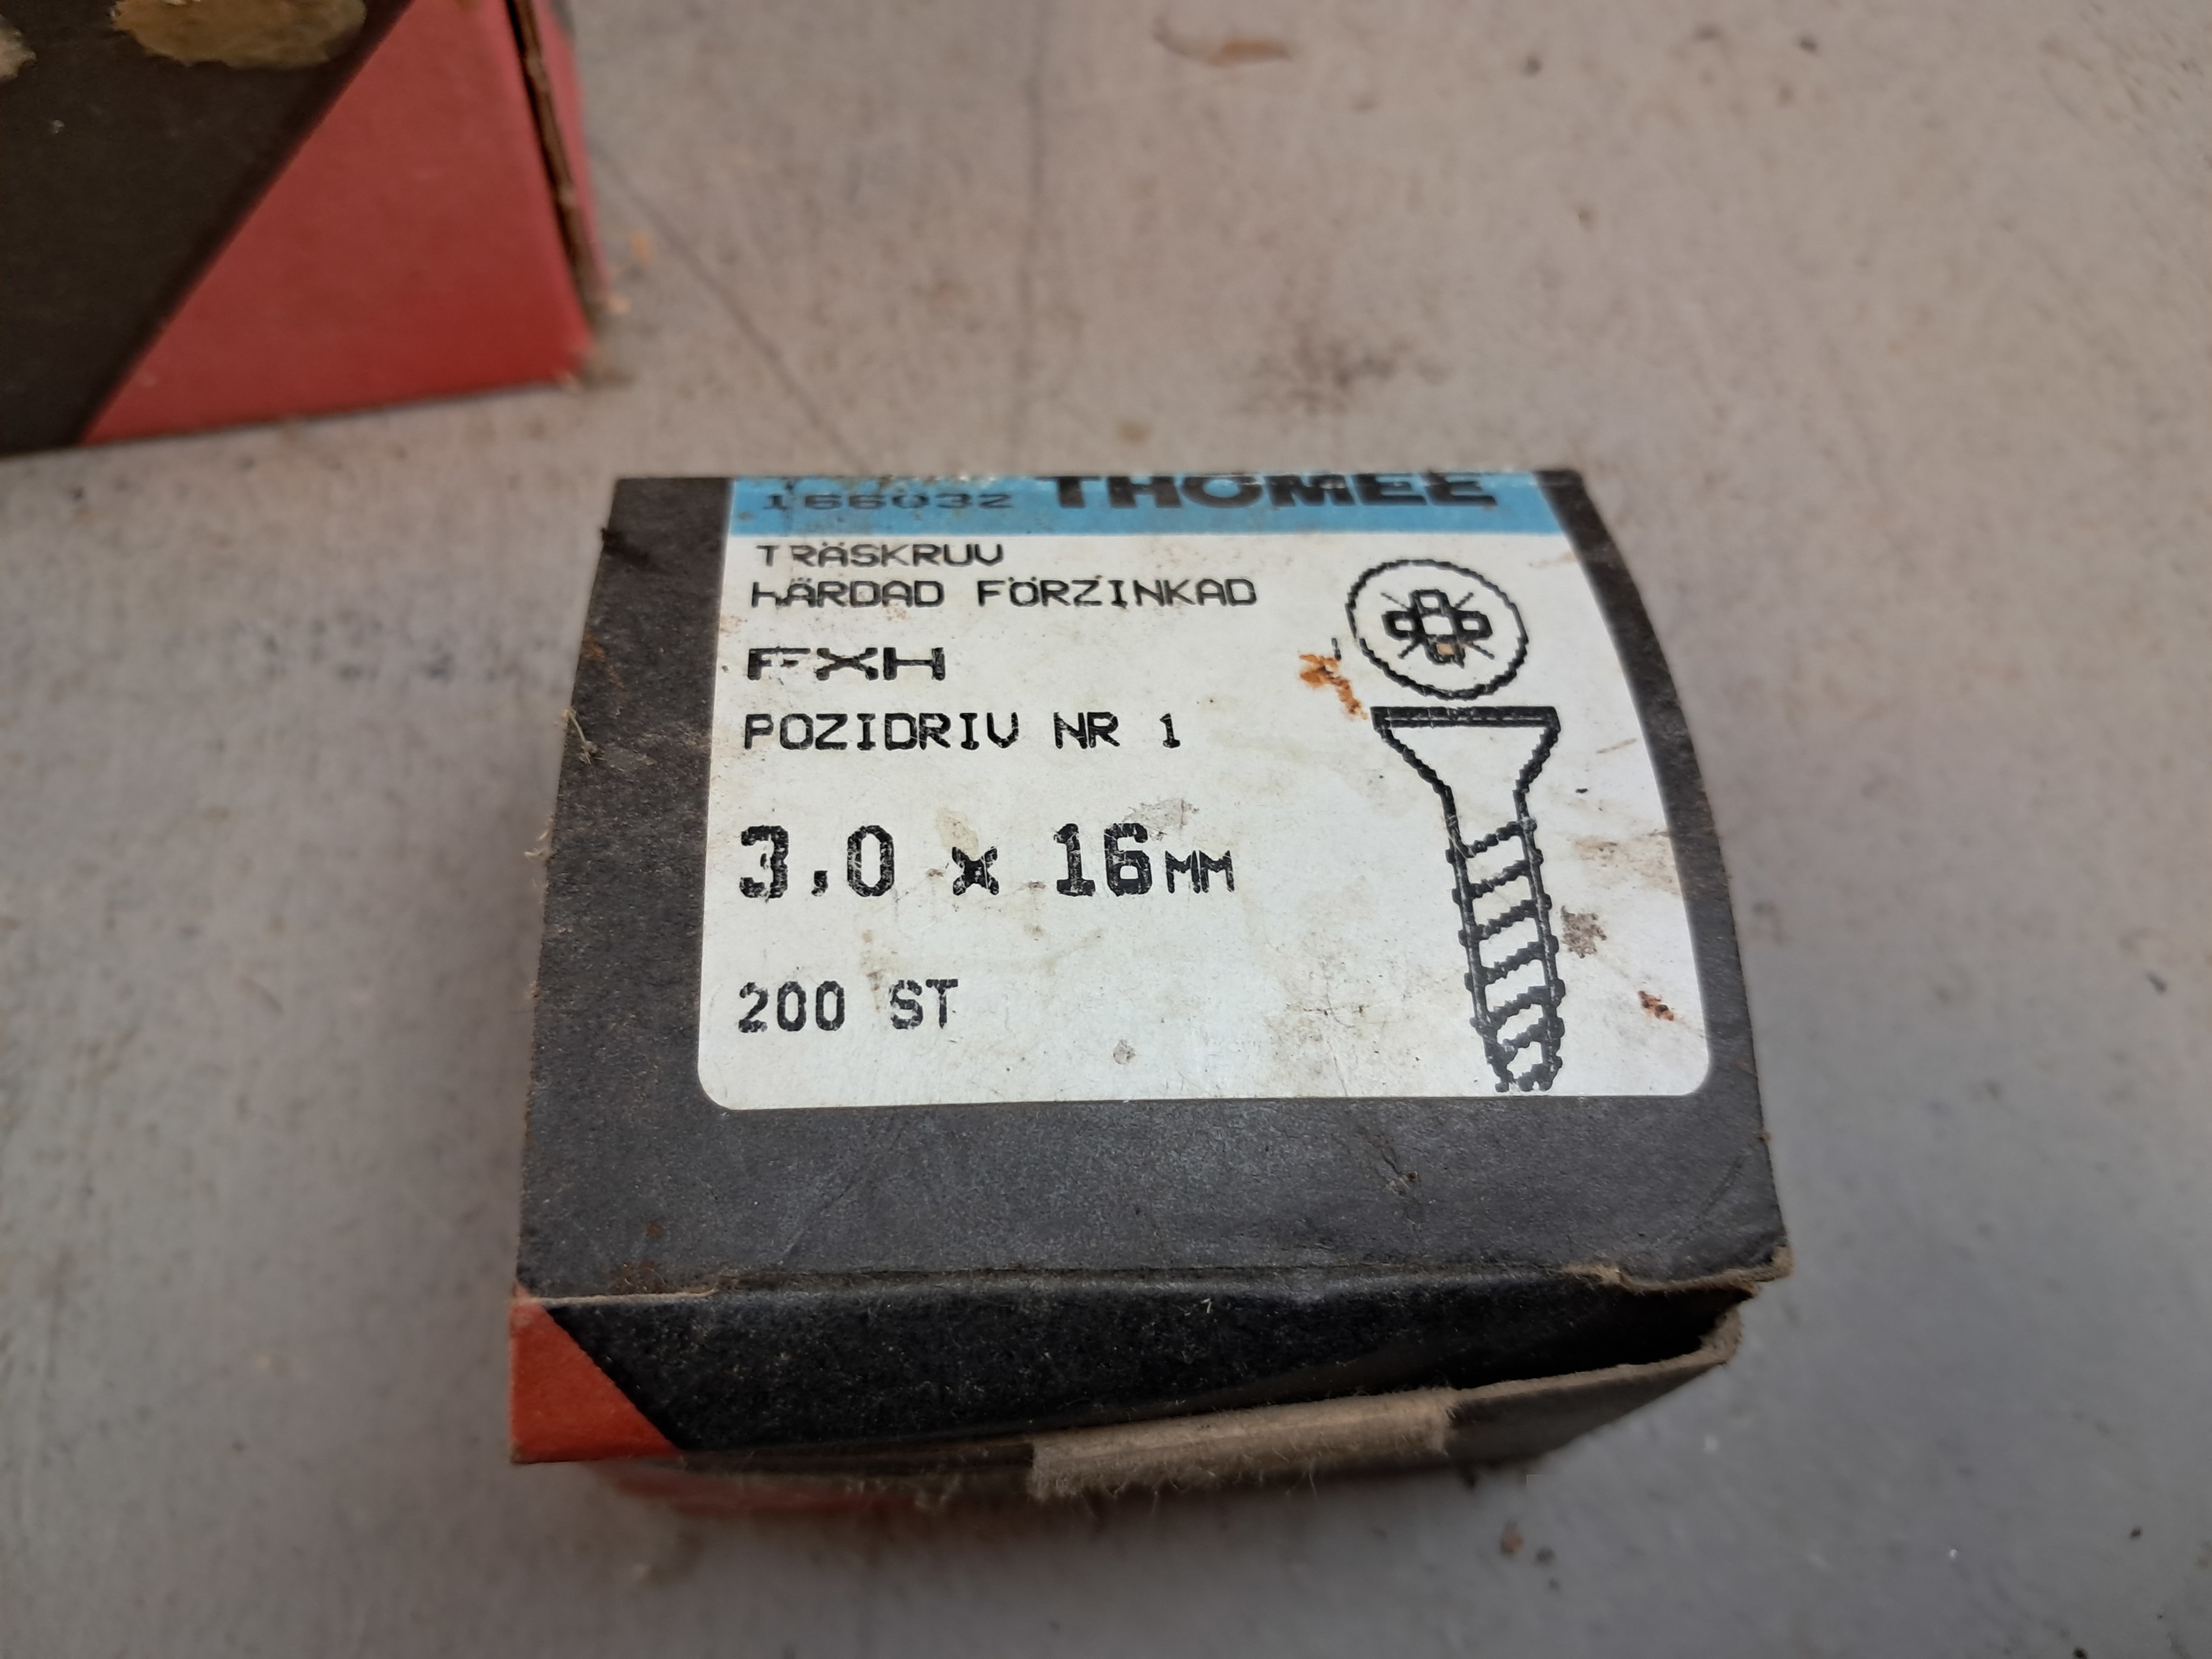 166032 THOMEE
TRÄSKRUV
HÄRDAD FÖRZINKAD
FXH
POZIDRIV NR 1
3,0 x 16MM
200 ST